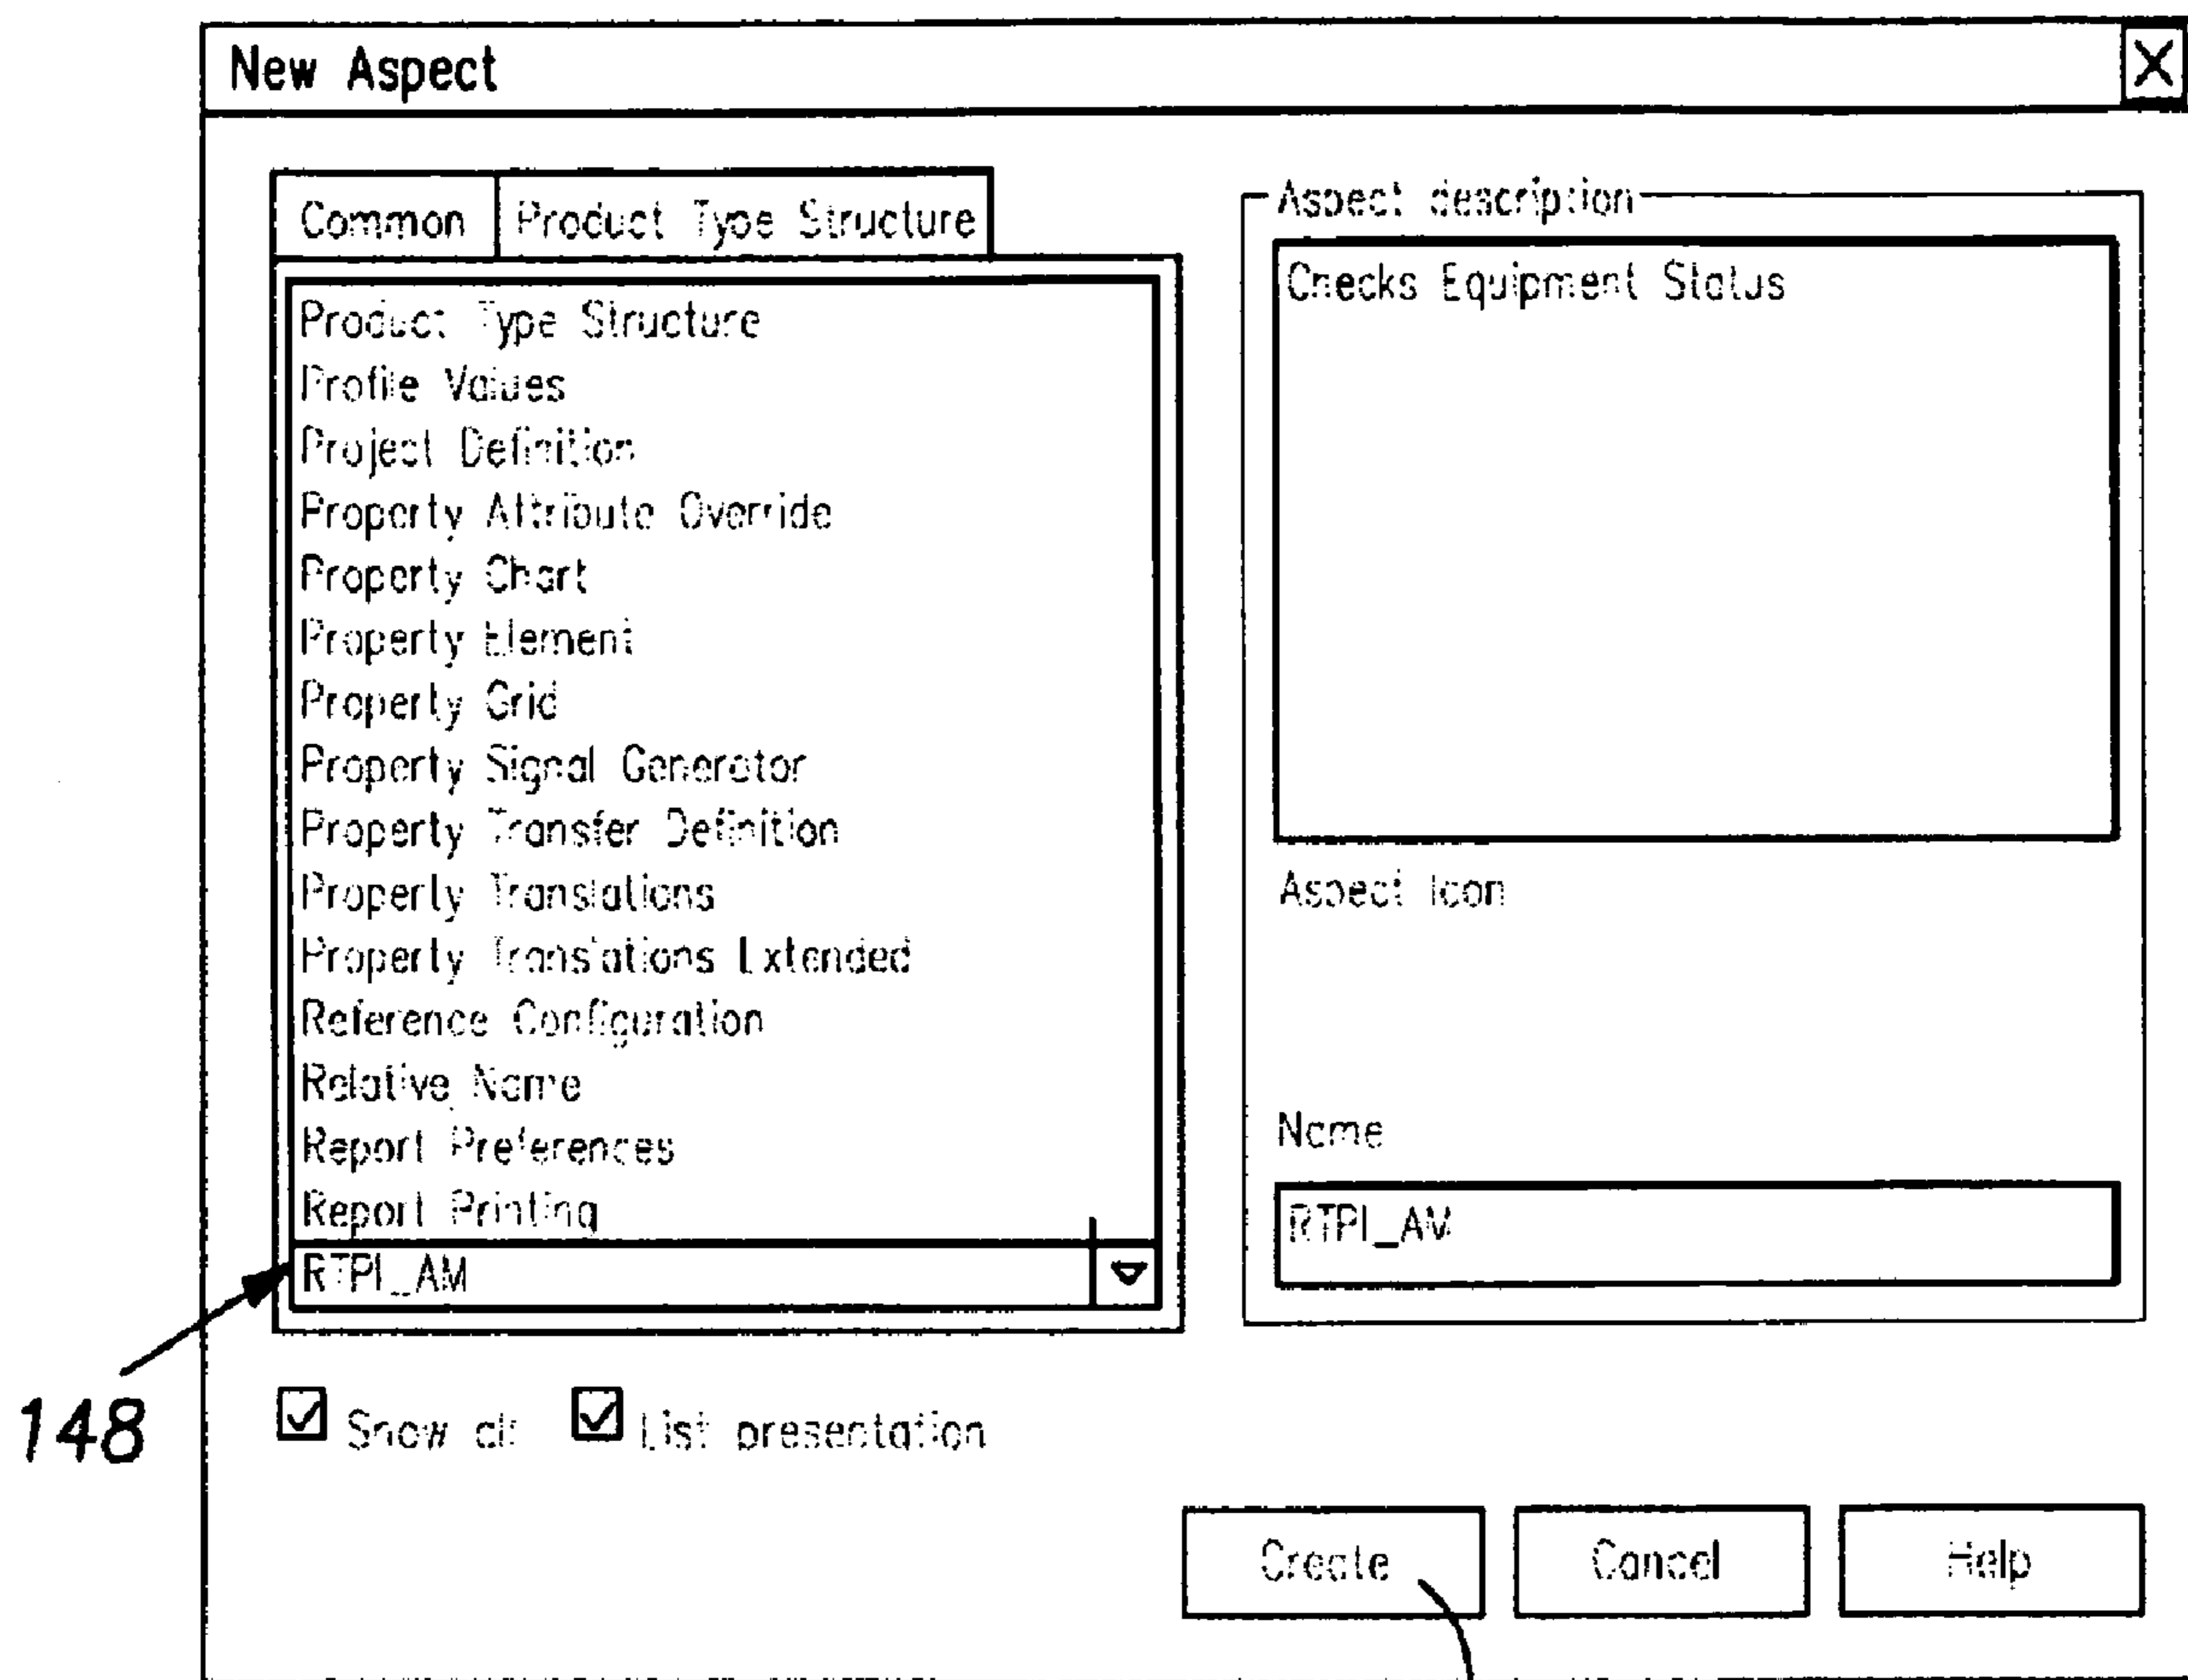 New Aspect
Common Product Type Structure
Product Type Structure
Profile Values
Project Definition
Property Attribute Override
Property Chart
Property Element
Property Grid
Property Signal Generator
Property Transfer Definition
Property Translations
Property Translations Extended
Reference Configuration
Relative Name
Report Preferences
Report Printing
RTPI_AM
148
Show all List presentation
Aspect description
Checks Equipment Status
Aspect Icon
Name
RTPI_AM
Create Cancel Help